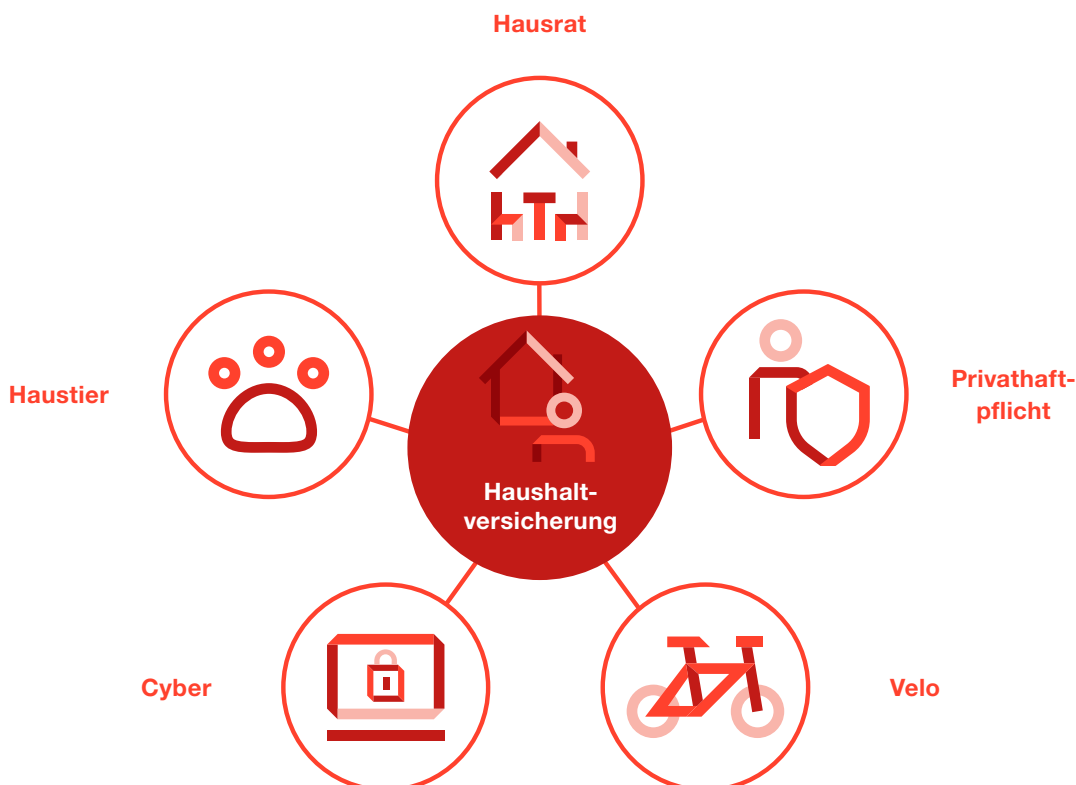 Hausrat
Haustier
Privathaft-
pflicht
Haushalt-
versicherung
Cyber
Velo